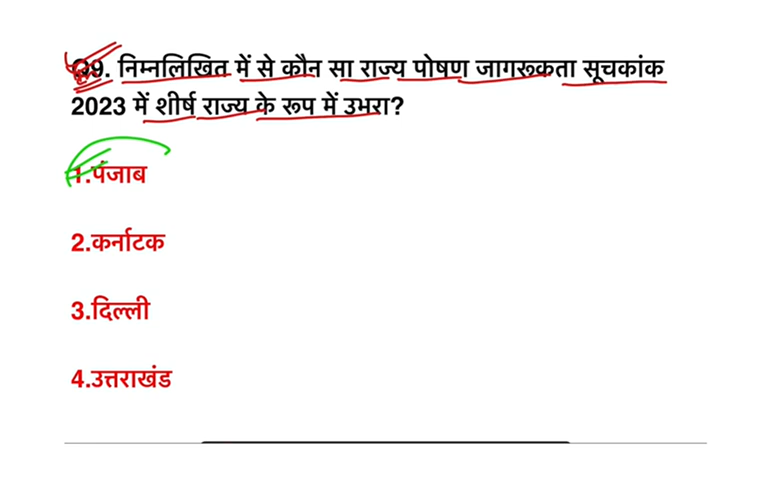 Q9. निम्नलिखित में से कौन सा राज्य पोषण जागरूकता सूचकांक
2023 में शीर्ष राज्य के रूप में उभरा?
1.पंजाब
2.कर्नाटक
3.दिल्ली
4.उत्तराखंड